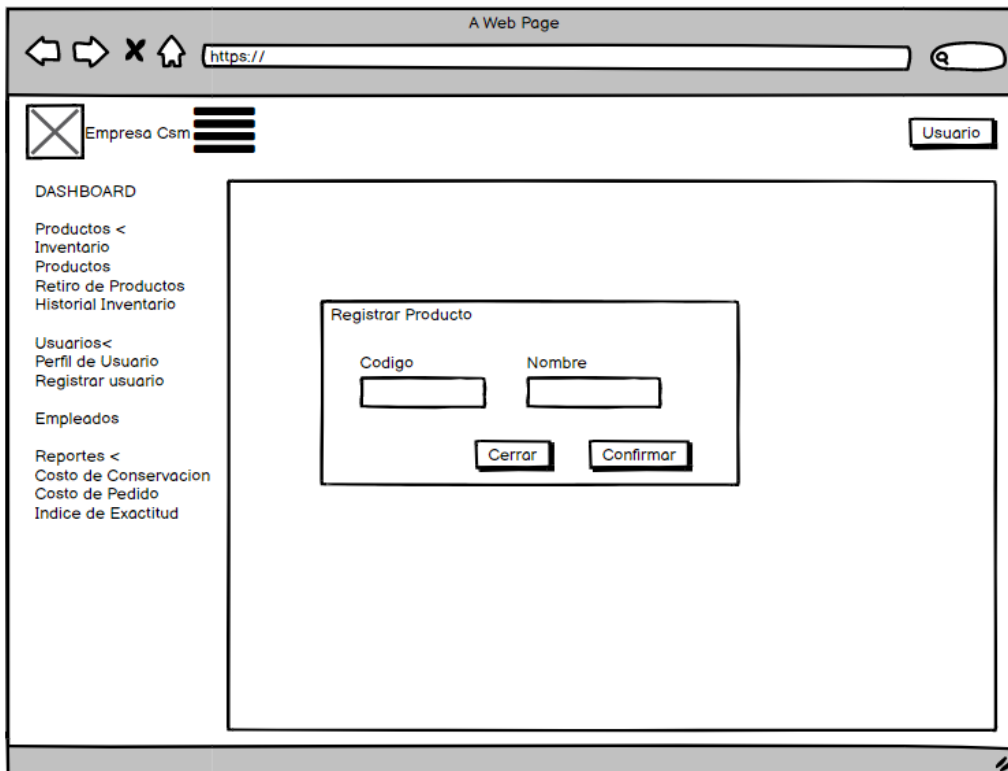 A Web Page
https://
Empresa Csm
Usuario
DASHBOARD
Productos <
Inventario
Productos
Retiro de Productos
Historial Inventario
Usuarios<
Perfil de Usuario
Registrar usuario
Empleados
Reportes <
Costo de Conservacion
Costo de Pedido
Indice de Exactitud
Registrar Producto
Codigo Nombre
Cerrar Confirmar